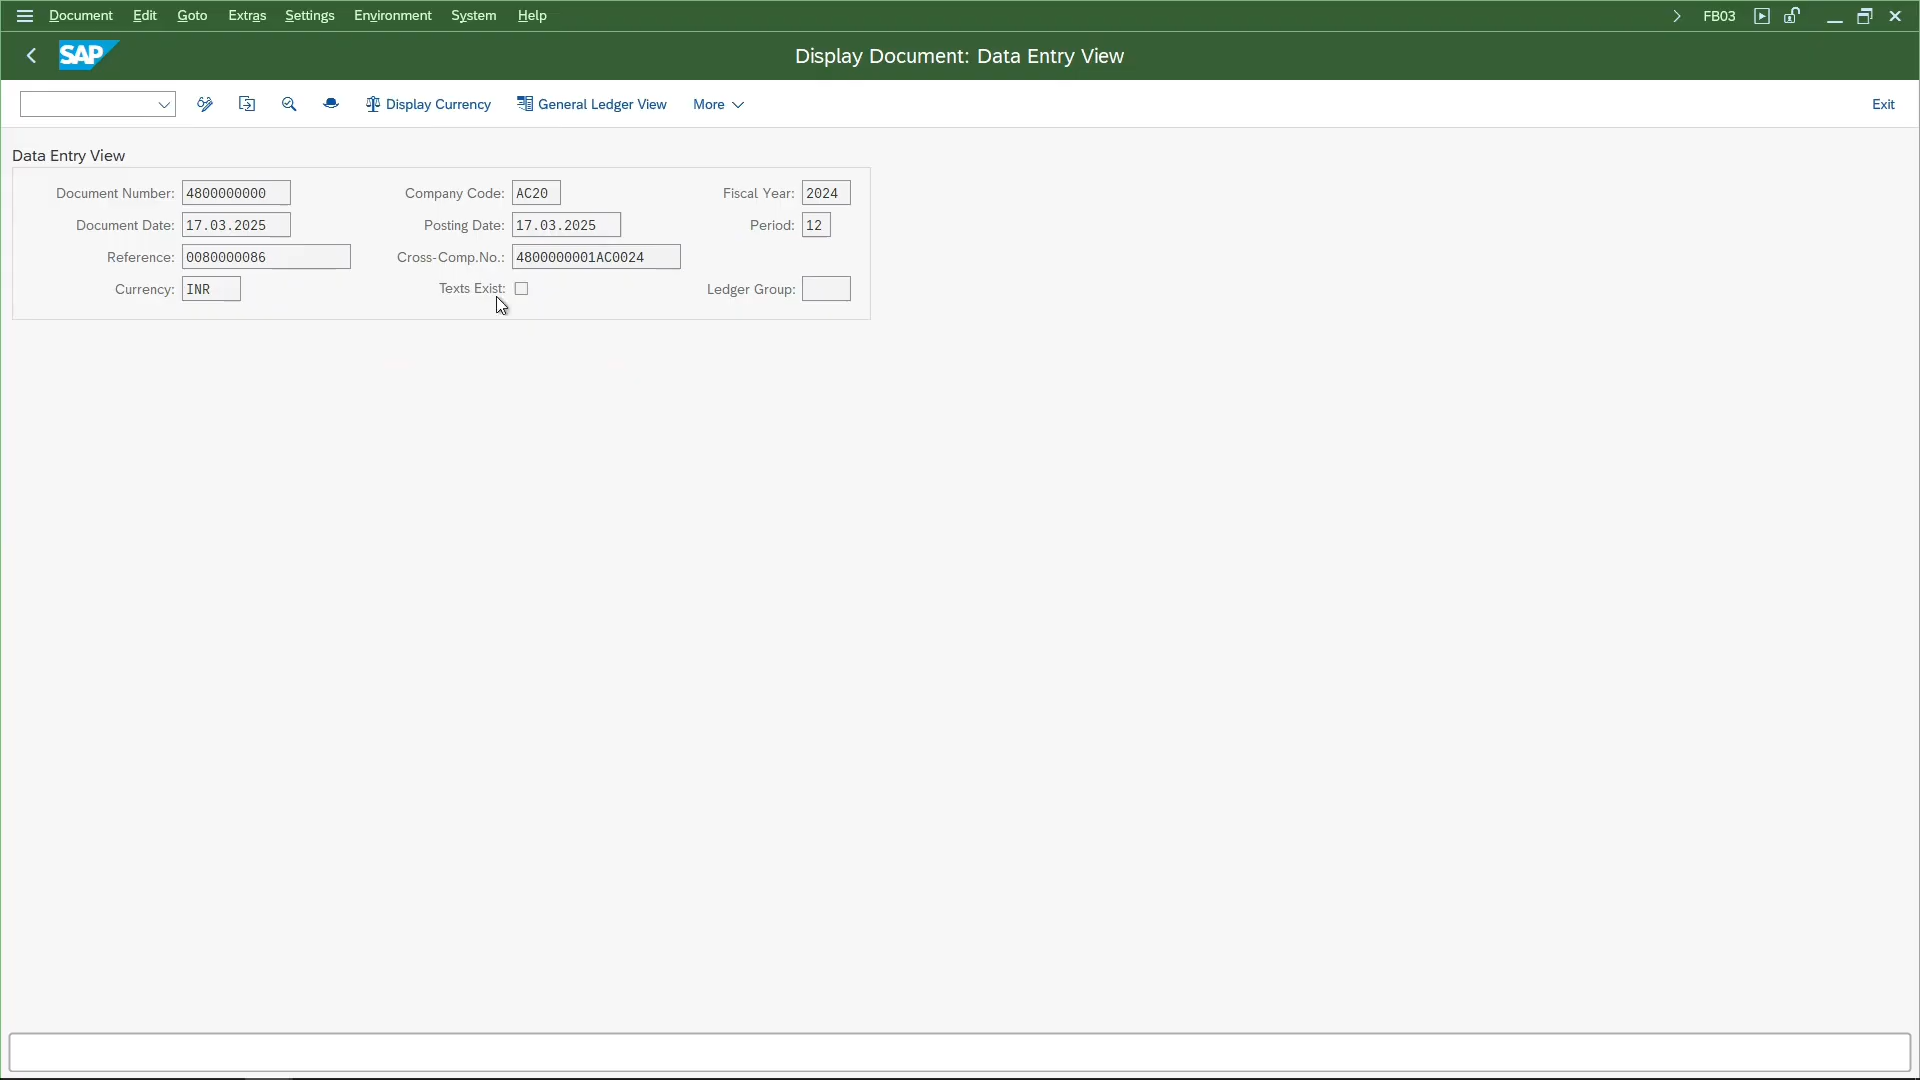 Document Edit Goto Extras Settings Environment System Help FB03
SAP Display Document: Data Entry View
Display Currency General Ledger View More Exit
Data Entry View
Document Number: 4800000000 Company Code: AC20 Fiscal Year: 2024
Document Date: 17.03.2025 Posting Date: 17.03.2025 Period: 12
Reference: 0080000086 Cross-Comp.No.: 4800000001AC0024
Currency: INR Texts Exist: Ledger Group: